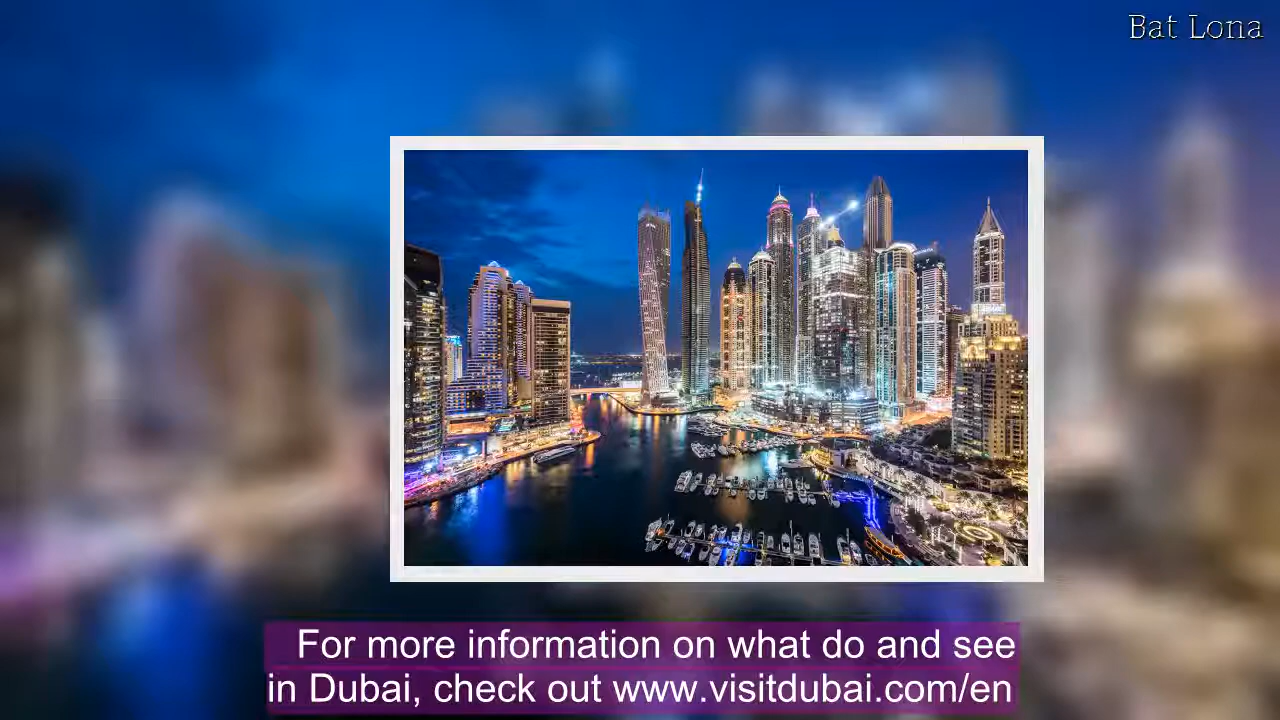 Bat Lona
For more information on what do and see
in Dubai, check out www.visitdubai.com/en